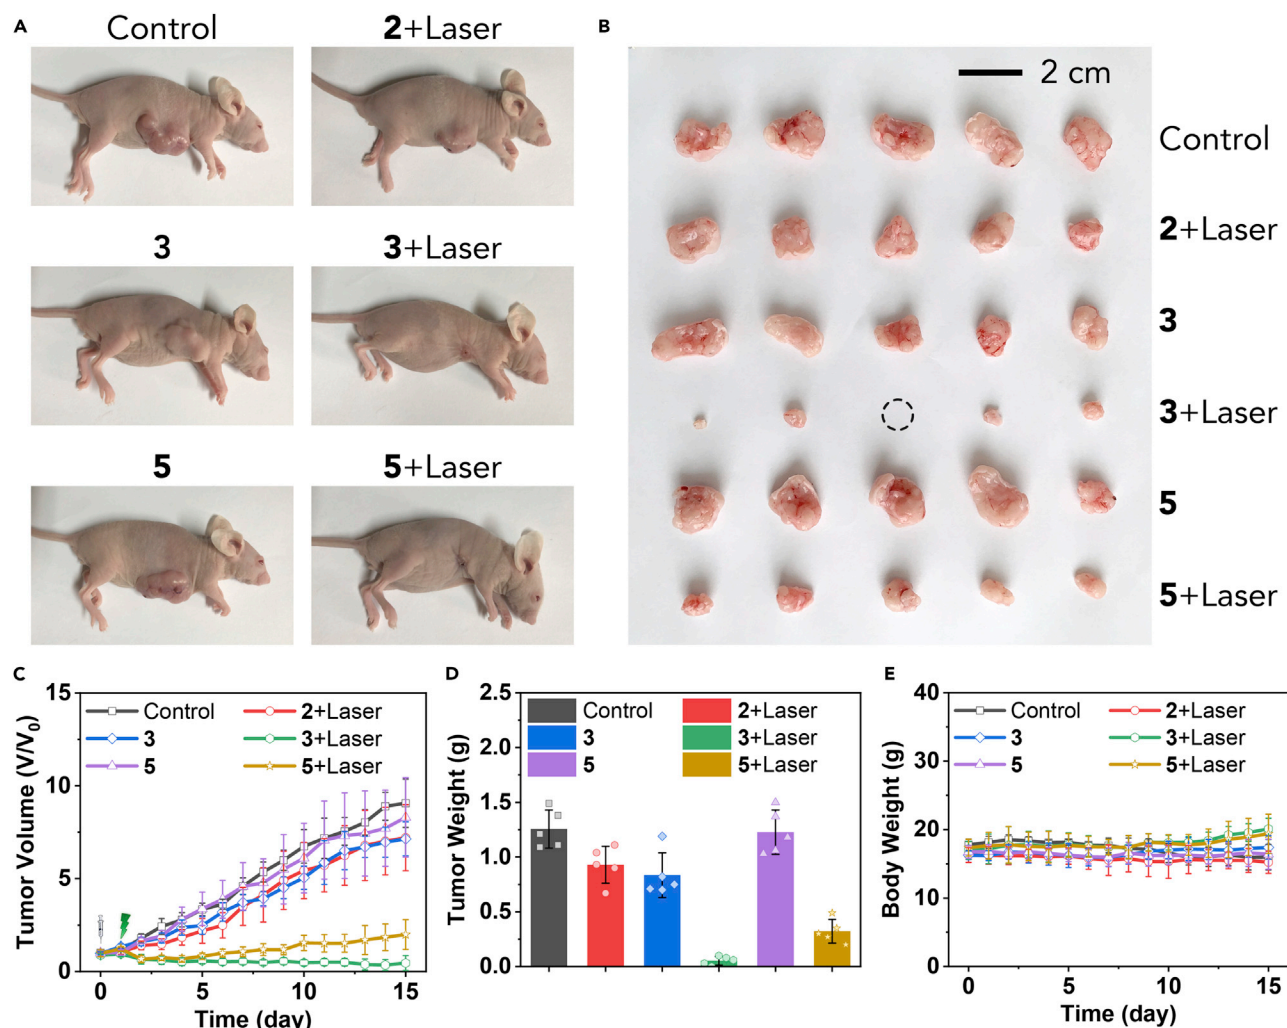 A
Control
2+Laser
3
3+Laser
5
5+Laser
B
2 cm
Control
2+Laser
3
3+Laser
5
5+Laser
C
Tumor Volume (V/V0)
15
10
5
0
Control
2+Laser
3
3+Laser
5
5+Laser
0
5
10
15
Time (day)
D
Tumor Weight (g)
2.5
2.0
1.5
1.0
0.5
0.0
Control
2+Laser
3
3+Laser
5
5+Laser
E
Body Weight (g)
40
30
20
10
0
Control
2+Laser
3
3+Laser
5
5+Laser
0
5
10
15
Time (day)